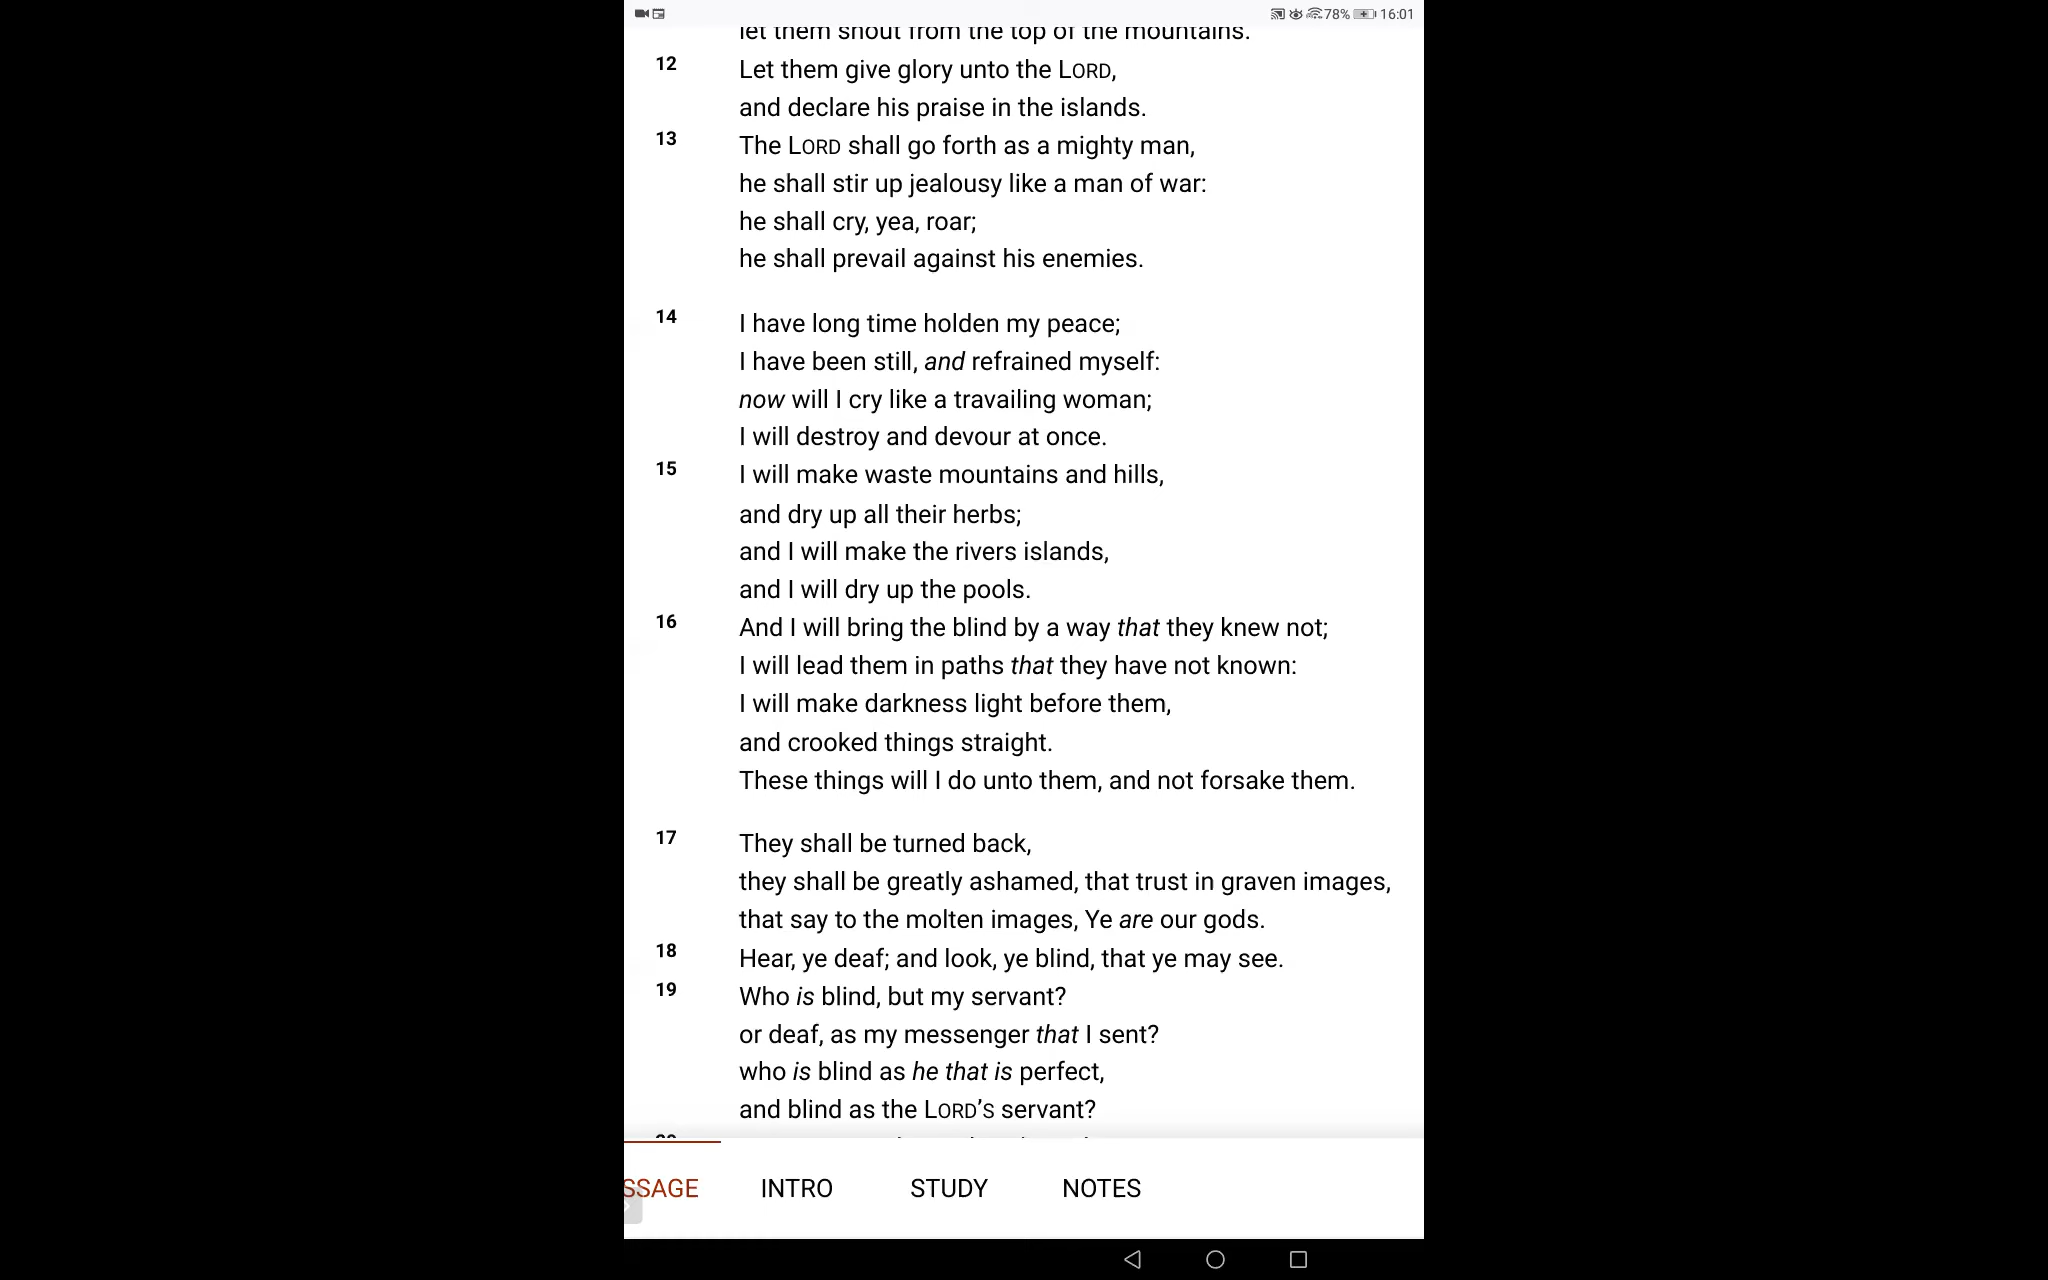 78% 16:01
let them shout from the top of the mountains.
12 Let them give glory unto the LORD,
and declare his praise in the islands.
13 The LORD shall go forth as a mighty man,
he shall stir up jealousy like a man of war:
he shall cry, yea, roar;
he shall prevail against his enemies.
14 I have long time holden my peace;
I have been still, and refrained myself:
now will I cry like a travailing woman;
I will destroy and devour at once.
15 I will make waste mountains and hills,
and dry up all their herbs;
and I will make the rivers islands,
and I will dry up the pools.
16 And I will bring the blind by a way that they knew not;
I will lead them in paths that they have not known:
I will make darkness light before them,
and crooked things straight.
These things will I do unto them, and not forsake them.
17 They shall be turned back,
they shall be greatly ashamed, that trust in graven images,
that say to the molten images, Ye are our gods.
18 Hear, ye deaf; and look, ye blind, that ye may see.
19 Who is blind, but my servant?
or deaf, as my messenger that I sent?
who is blind as he that is perfect,
and blind as the LORD’S servant?
SSAGE INTRO STUDY NOTES